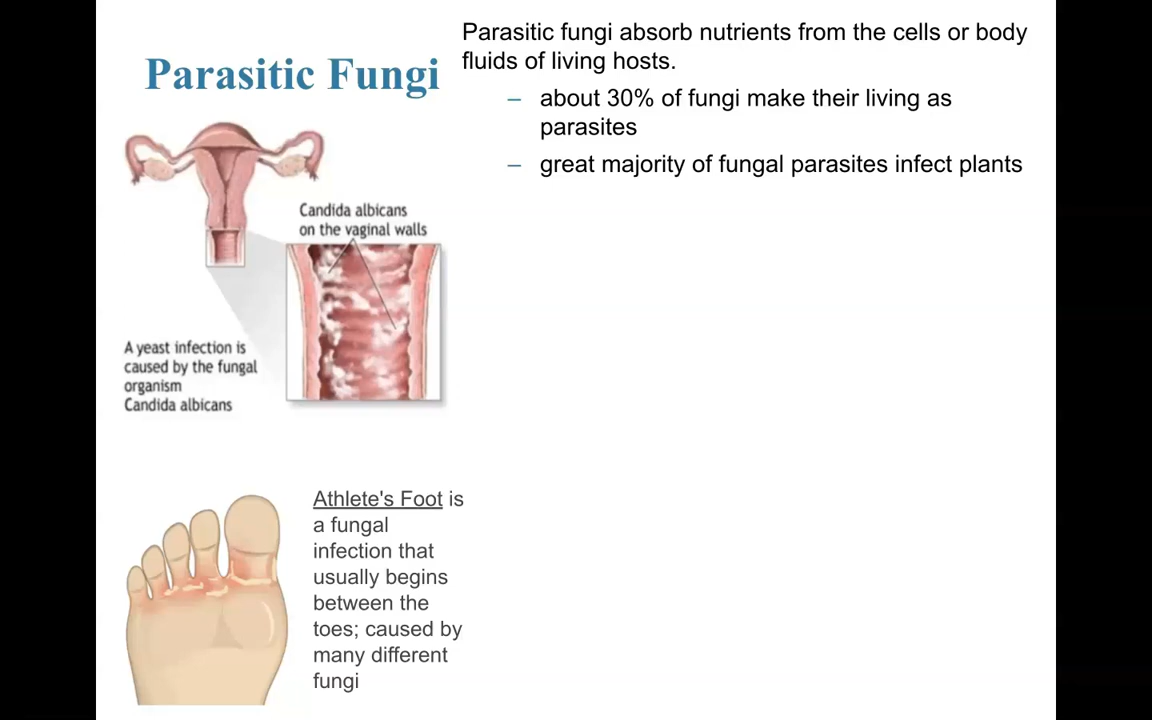 Parasitic Fungi
Parasitic fungi absorb nutrients from the cells or body
fluids of living hosts.
– about 30% of fungi make their living as
parasites
– great majority of fungal parasites infect plants
Candida albicans
on the vaginal walls
A yeast infection is
caused by the fungal
organism
Candida albicans
Athlete's Foot is
a fungal
infection that
usually begins
between the
toes; caused by
many different
fungi